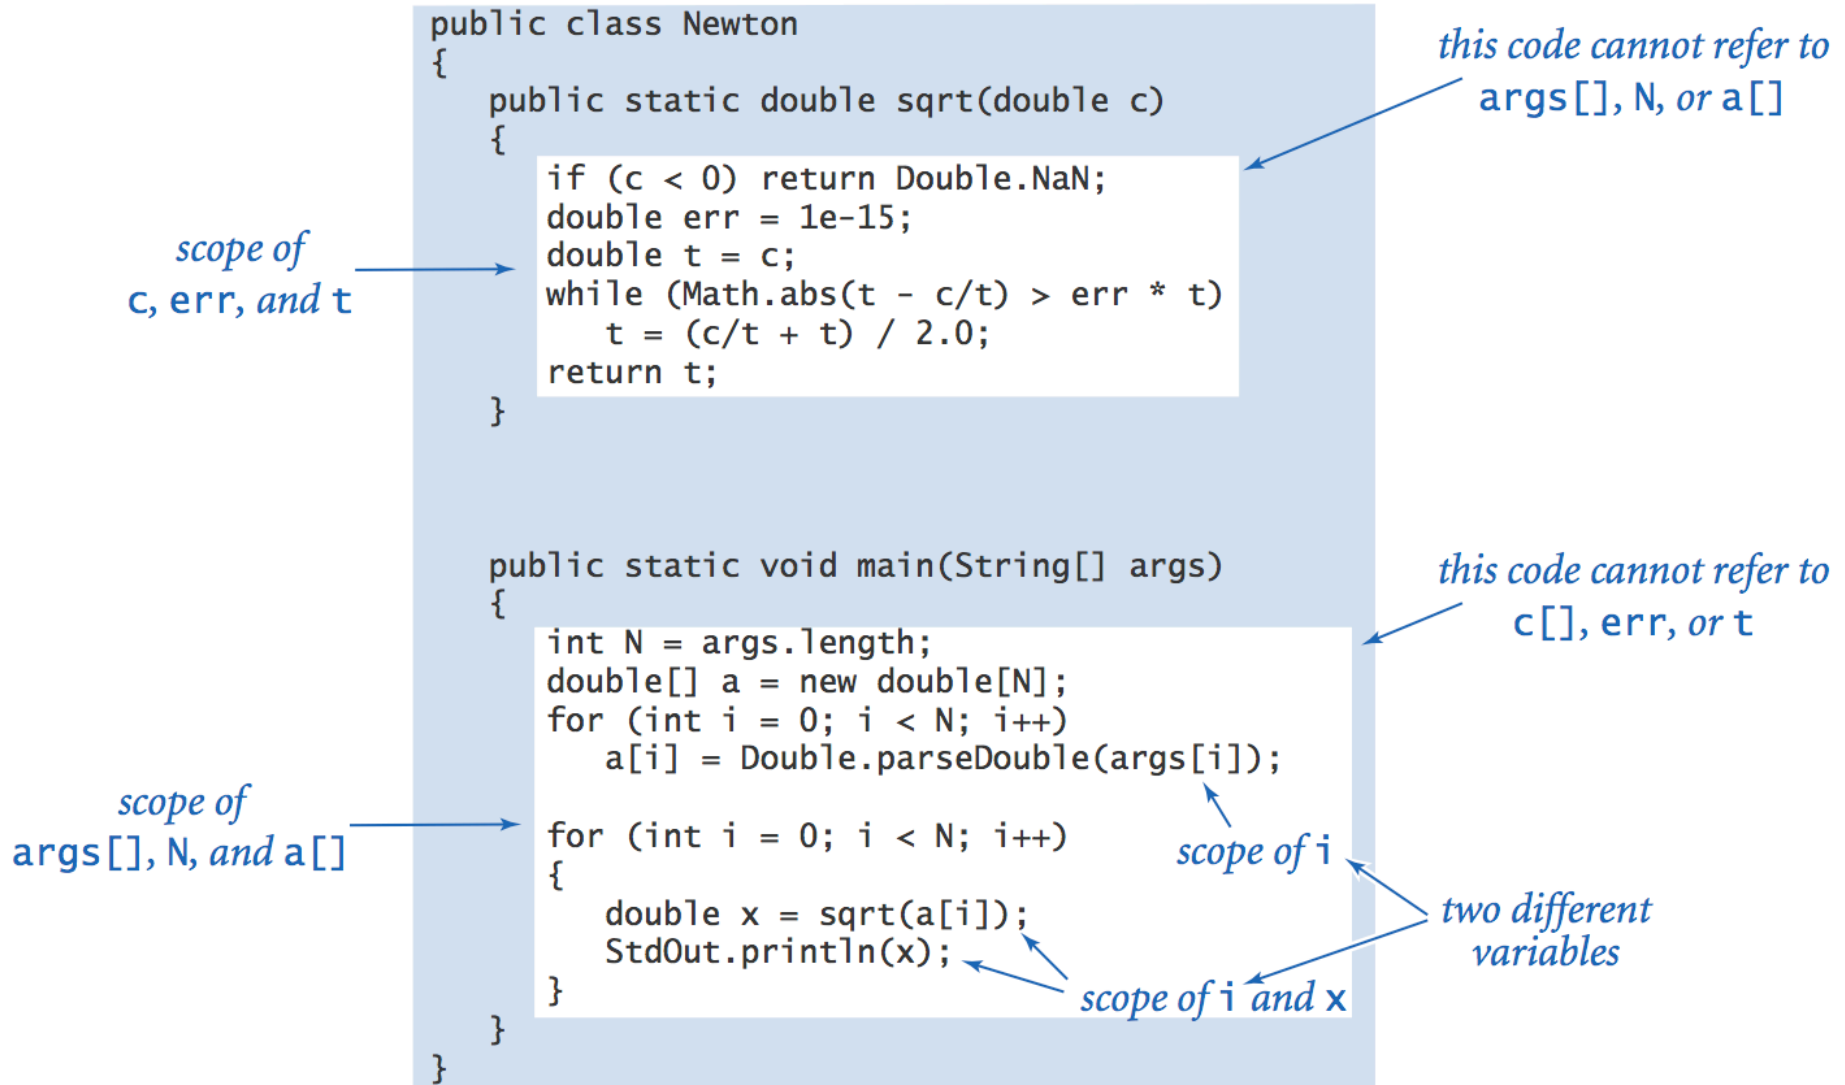 public class Newton
{
this code cannot refer to
args[], N, or a[]
public static double sqrt(double c)
{
if (c < 0) return Double.NaN;
double err = 1e-15;
double t = c;
while (Math.abs(t - c/t) > err * t)
t = (c/t + t) / 2.0;
return t;
}
scope of
c, err, and t
public static void main(String[] args)
{
this code cannot refer to
c[], err, or t
int N = args.length;
double[] a = new double[N];
for (int i = 0; i < N; i++)
a[i] = Double.parseDouble(args[i]);
scope of
args[], N, and a[]
for (int i = 0; i < N; i++)
{
scope of i
double x = sqrt(a[i]);
StdOut.println(x);
}
two different
variables
scope of i and x
}
}